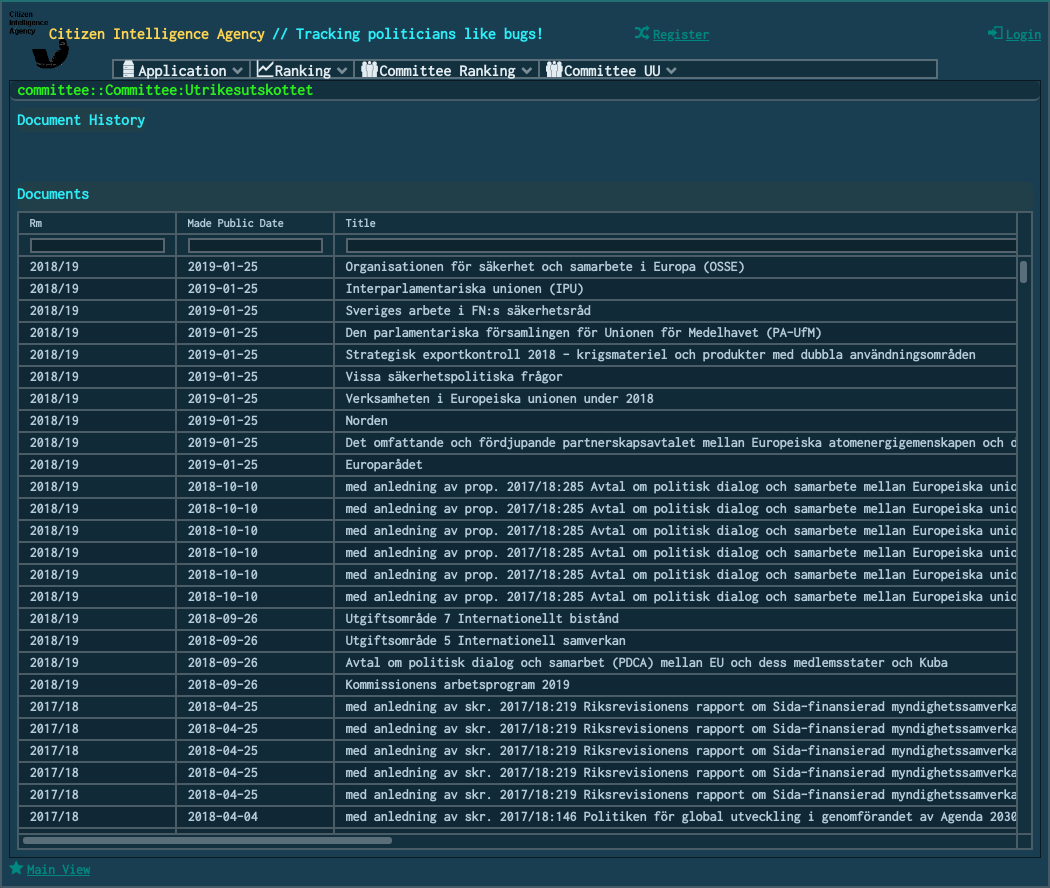 Citizen
Intelligence
Agency
Citizen Intelligence Agency // Tracking politicians like bugs!
Register
Login
Application Ranking Committee Ranking Committee UU
committee::Committee:Utrikesutskottet
Document History
Documents
Rm Made Public Date Title
2018/19 2019-01-25 Organisationen för säkerhet och samarbete i Europa (OSSE)
2018/19 2019-01-25 Interparlamentariska unionen (IPU)
2018/19 2019-01-25 Sveriges arbete i FN:s säkerhetsråd
2018/19 2019-01-25 Den parlamentariska församlingen för Unionen för Medelhavet (PA-UfM)
2018/19 2019-01-25 Strategisk exportkontroll 2018 - krigsmateriel och produkter med dubbla användningsområden
2018/19 2019-01-25 Vissa säkerhetspolitiska frågor
2018/19 2019-01-25 Verksamheten i Europeiska unionen under 2018
2018/19 2019-01-25 Norden
2018/19 2019-01-25 Det omfattande och fördjupande partnerskapsavtalet mellan Europeiska atomenergigemenskapen och d
2018/19 2019-01-25 Europarådet
2018/19 2018-10-10 med anledning av prop. 2017/18:285 Avtal om politisk dialog och samarbete mellan Europeiska unio
2018/19 2018-10-10 med anledning av prop. 2017/18:285 Avtal om politisk dialog och samarbete mellan Europeiska unio
2018/19 2018-10-10 med anledning av prop. 2017/18:285 Avtal om politisk dialog och samarbete mellan Europeiska unio
2018/19 2018-10-10 med anledning av prop. 2017/18:285 Avtal om politisk dialog och samarbete mellan Europeiska unio
2018/19 2018-10-10 med anledning av prop. 2017/18:285 Avtal om politisk dialog och samarbete mellan Europeiska unio
2018/19 2018-10-10 med anledning av prop. 2017/18:285 Avtal om politisk dialog och samarbete mellan Europeiska unio
2018/19 2018-09-26 Utgiftsområde 7 Internationellt bistånd
2018/19 2018-09-26 Utgiftsområde 5 Internationell samverkan
2018/19 2018-09-26 Avtal om politisk dialog och samarbet (PDCA) mellan EU och dess medlemsstater och Kuba
2018/19 2018-09-26 Kommissionens arbetsprogram 2019
2017/18 2018-04-25 med anledning av skr. 2017/18:219 Riksrevisionens rapport om Sida-finansierad myndighetssamverka
2017/18 2018-04-25 med anledning av skr. 2017/18:219 Riksrevisionens rapport om Sida-finansierad myndighetssamverka
2017/18 2018-04-25 med anledning av skr. 2017/18:219 Riksrevisionens rapport om Sida-finansierad myndighetssamverka
2017/18 2018-04-25 med anledning av skr. 2017/18:219 Riksrevisionens rapport om Sida-finansierad myndighetssamverka
2017/18 2018-04-25 med anledning av skr. 2017/18:219 Riksrevisionens rapport om Sida-finansierad myndighetssamverka
2017/18 2018-04-04 med anledning av skr. 2017/18:146 Politiken för global utveckling i genomförandet av Agenda 2030
Main View